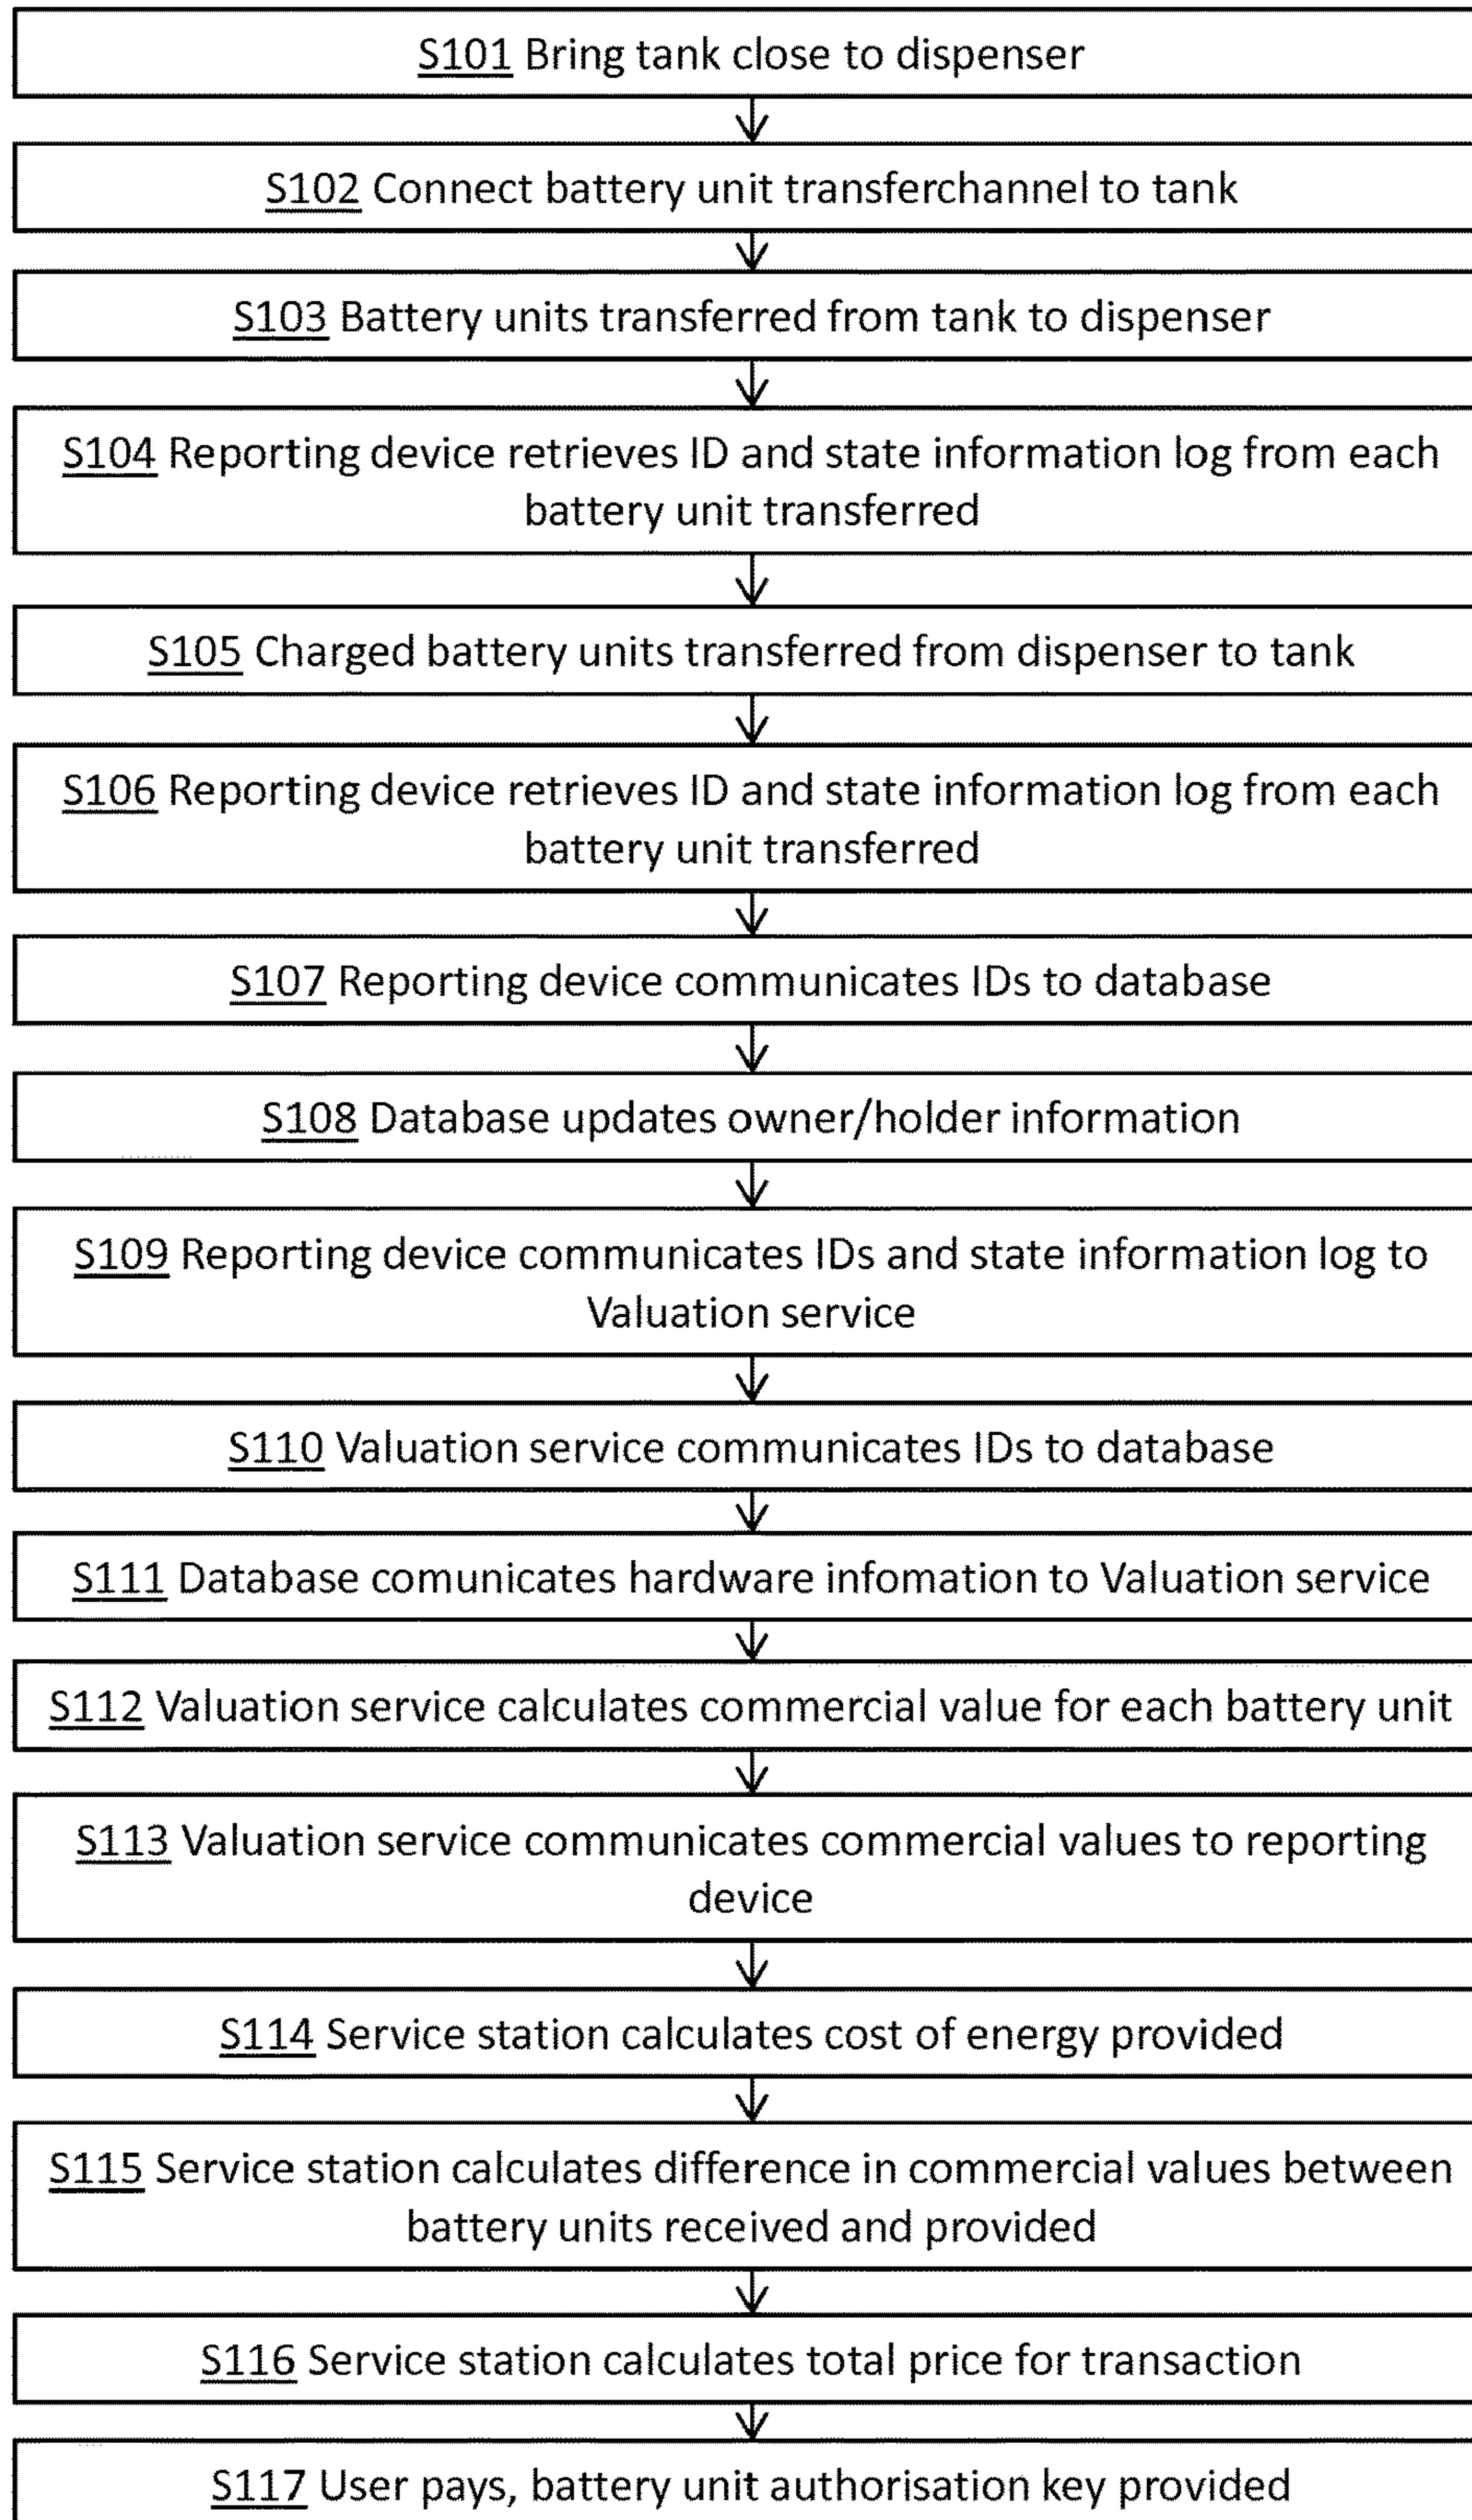 S101 Bring tank close to dispenser
S102 Connect battery unit transferchannel to tank
S103 Battery units transferred from tank to dispenser
S104 Reporting device retrieves ID and state information log from each
battery unit transferred
S105 Charged battery units transferred from dispenser to tank
S106 Reporting device retrieves ID and state information log from each
battery unit transferred
S107 Reporting device communicates IDs to database
S108 Database updates owner/holder information
S109 Reporting device communicates IDs and state information log to
Valuation service
S110 Valuation service communicates IDs to database
S111 Database comunicates hardware infomation to Valuation service
S112 Valuation service calculates commercial value for each battery unit
S113 Valuation service communicates commercial values to reporting
device
S114 Service station calculates cost of energy provided
S115 Service station calculates difference in commercial values between
battery units received and provided
S116 Service station calculates total price for transaction
S117 User pays, battery unit authorisation key provided